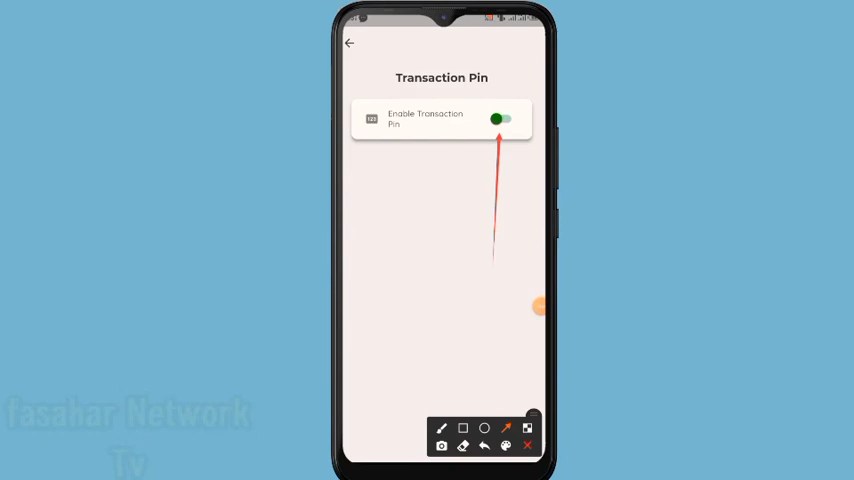 Transaction Pin
Enable Transaction
Pin
123
fasahar Network
Tv